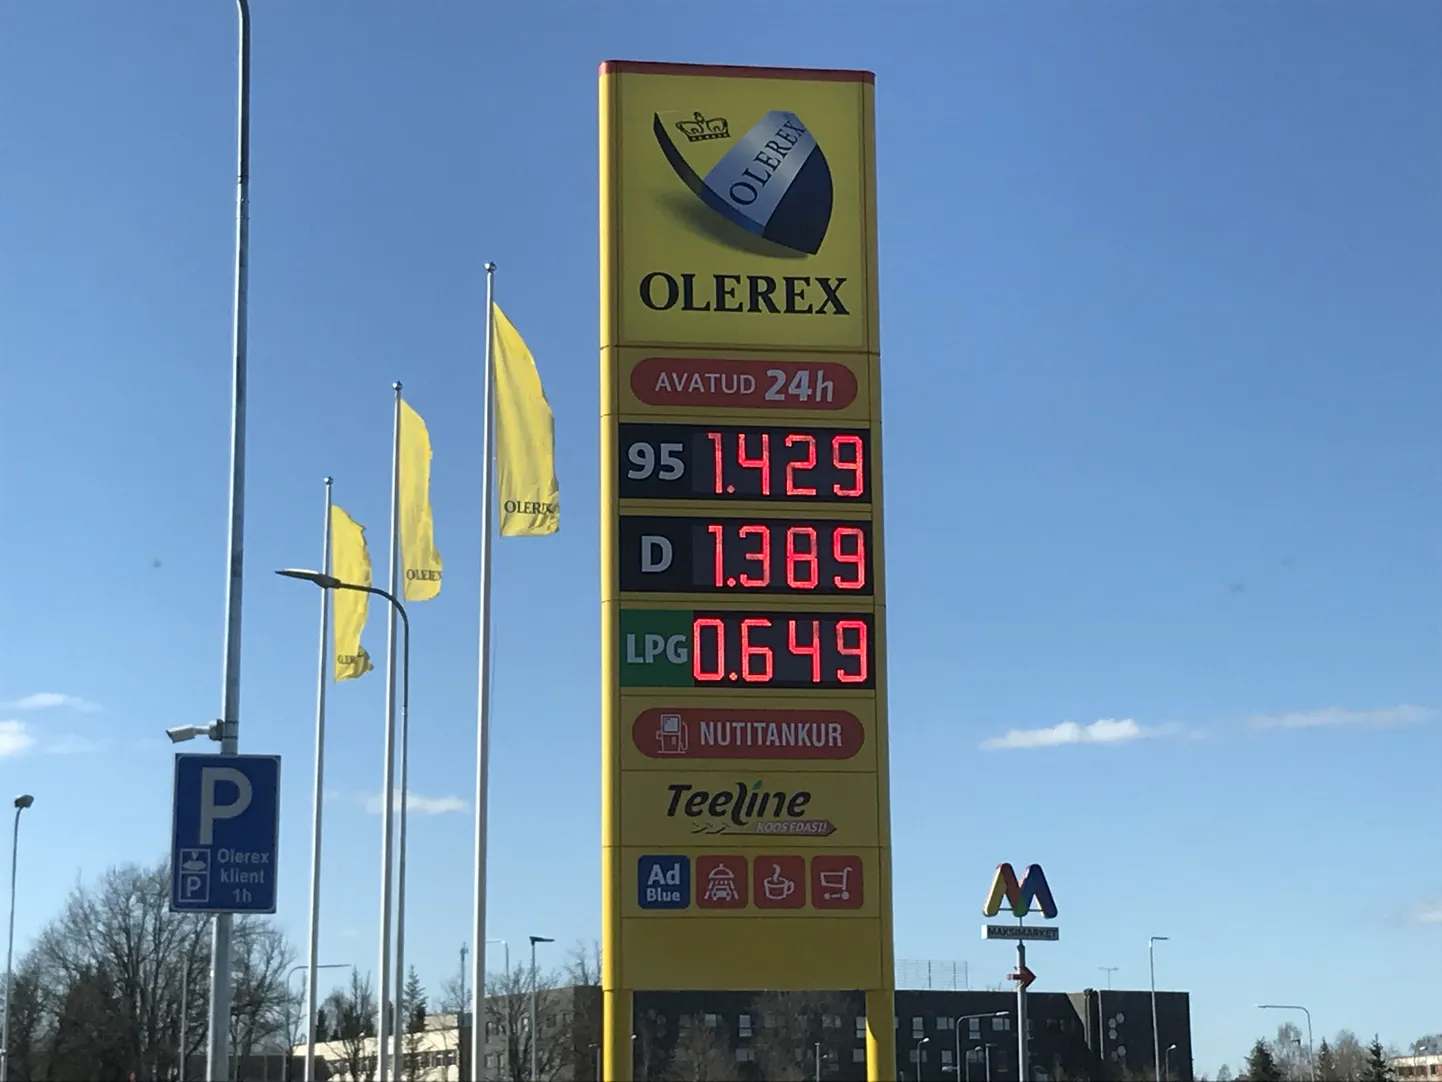 OLEREX
OLEREX
AVATUD 24h
95 1.429
D 1.389
LPG 0.649
NUTITANKUR
Teeline
KOOS EDASI!
Ad
Blue
OLEREX
OLEREX
P
P
Olerex
klient
1h
M
MAKSIMARKET